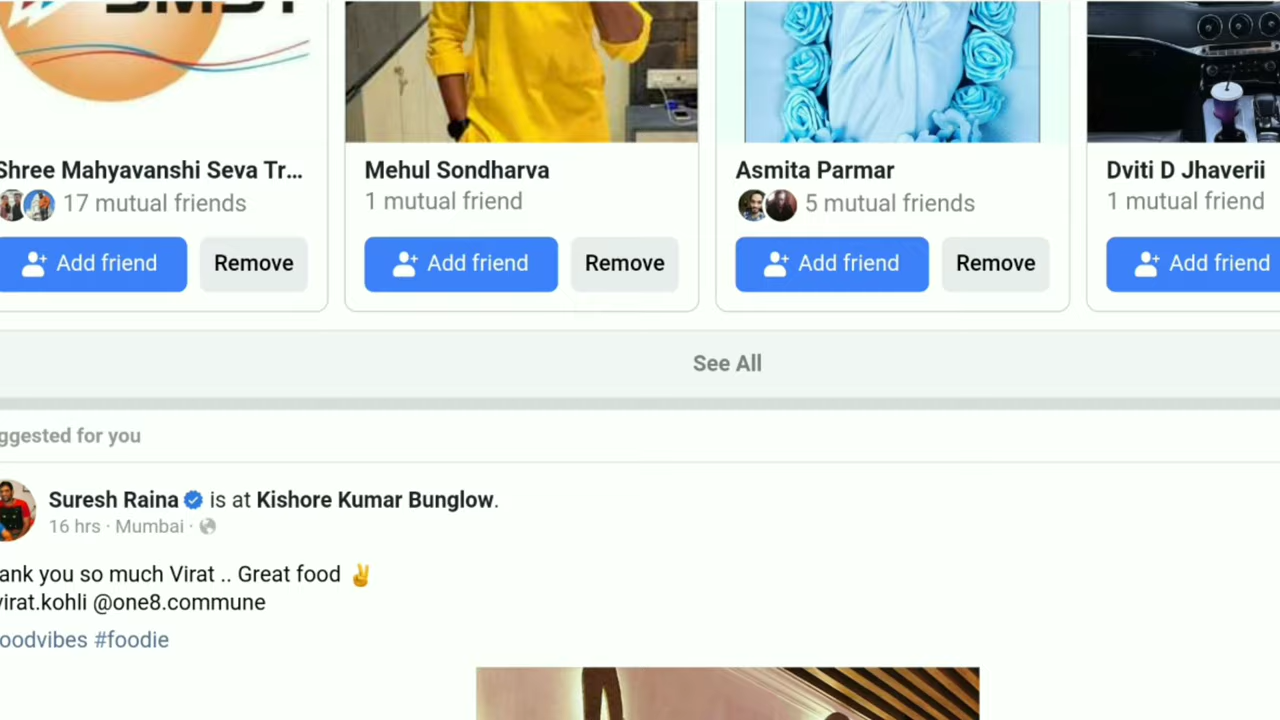 Shree Mahyavanshi Seva Tr...
17 mutual friends
Add friend
Remove
Mehul Sondharva
1 mutual friend
Add friend
Remove
Asmita Parmar
5 mutual friends
Add friend
Remove
Dviti D Jhaverii
1 mutual friend
Add friend
See All
ggested for you
Suresh Raina is at Kishore Kumar Bunglow.
16 hrs · Mumbai ·
ank you so much Virat .. Great food ✌️
virat.kohli @one8.commune
oodvibes #foodie